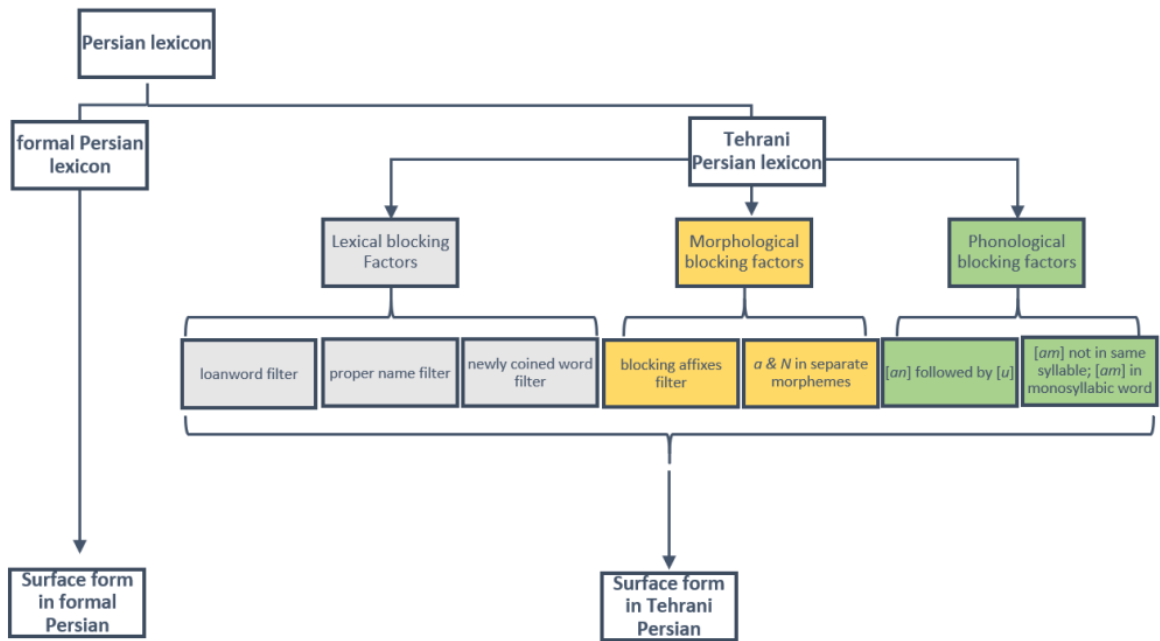 Persian lexicon
formal Persian
lexicon
Tehrani
Persian lexicon
Lexical blocking
Factors
Morphological
blocking factors
Phonological
blocking factors
loanword filter
proper name filter
newly coined word
filter
blocking affixes
filter
a & N in separate
morphemes
[an] followed by [u]
[am] not in same
syllable; [am] in
monosyllabic word
Surface form
in formal
Persian
Surface form
in Tehrani
Persian